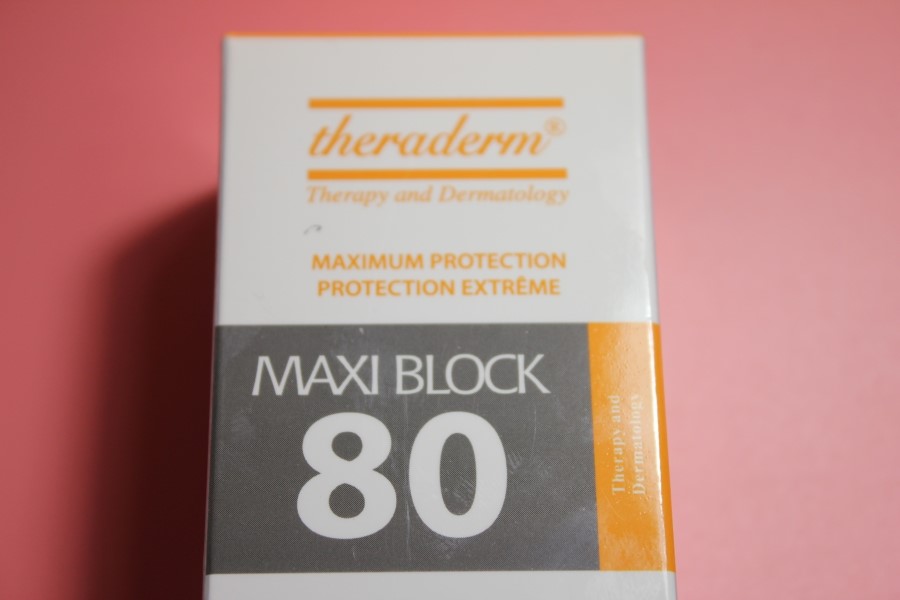 theraderm®
Therapy and Dermatology
MAXIMUM PROTECTION
PROTECTION EXTRÊME
MAXI BLOCK
80
Therapy and
Dermatology